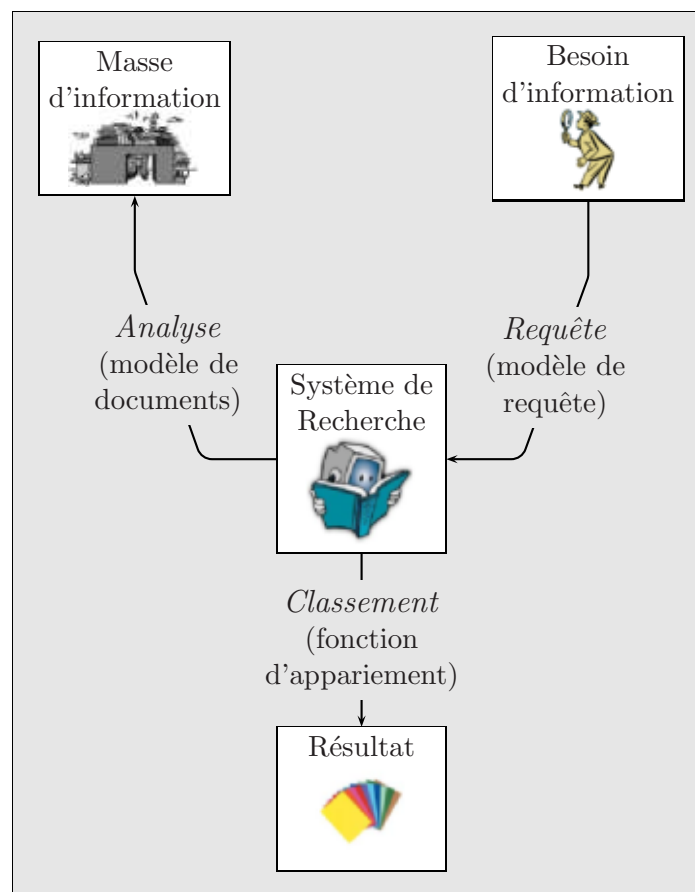 Masse
d'information
Besoin
d'information
Analyse
(modèle de
documents)
Requête
(modèle de
requête)
Système de
Recherche
Classement
(fonction
d'appariement)
Résultat